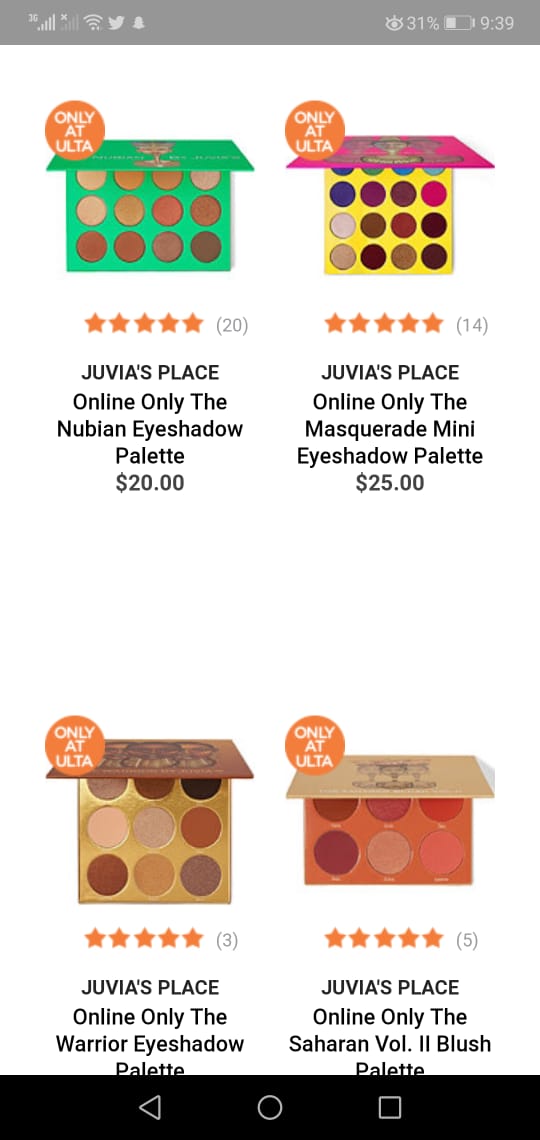 3G 31% 9:39
ONLY
AT
ULTA
ONLY
AT
ULTA
(20)
(14)
JUVIA'S PLACE
Online Only The
Nubian Eyeshadow
Palette
$20.00
JUVIA'S PLACE
Online Only The
Masquerade Mini
Eyeshadow Palette
$25.00
ONLY
AT
ULTA
ONLY
AT
ULTA
(3)
(5)
JUVIA'S PLACE
Online Only The
Warrior Eyeshadow
Palette
JUVIA'S PLACE
Online Only The
Saharan Vol. II Blush
Palette